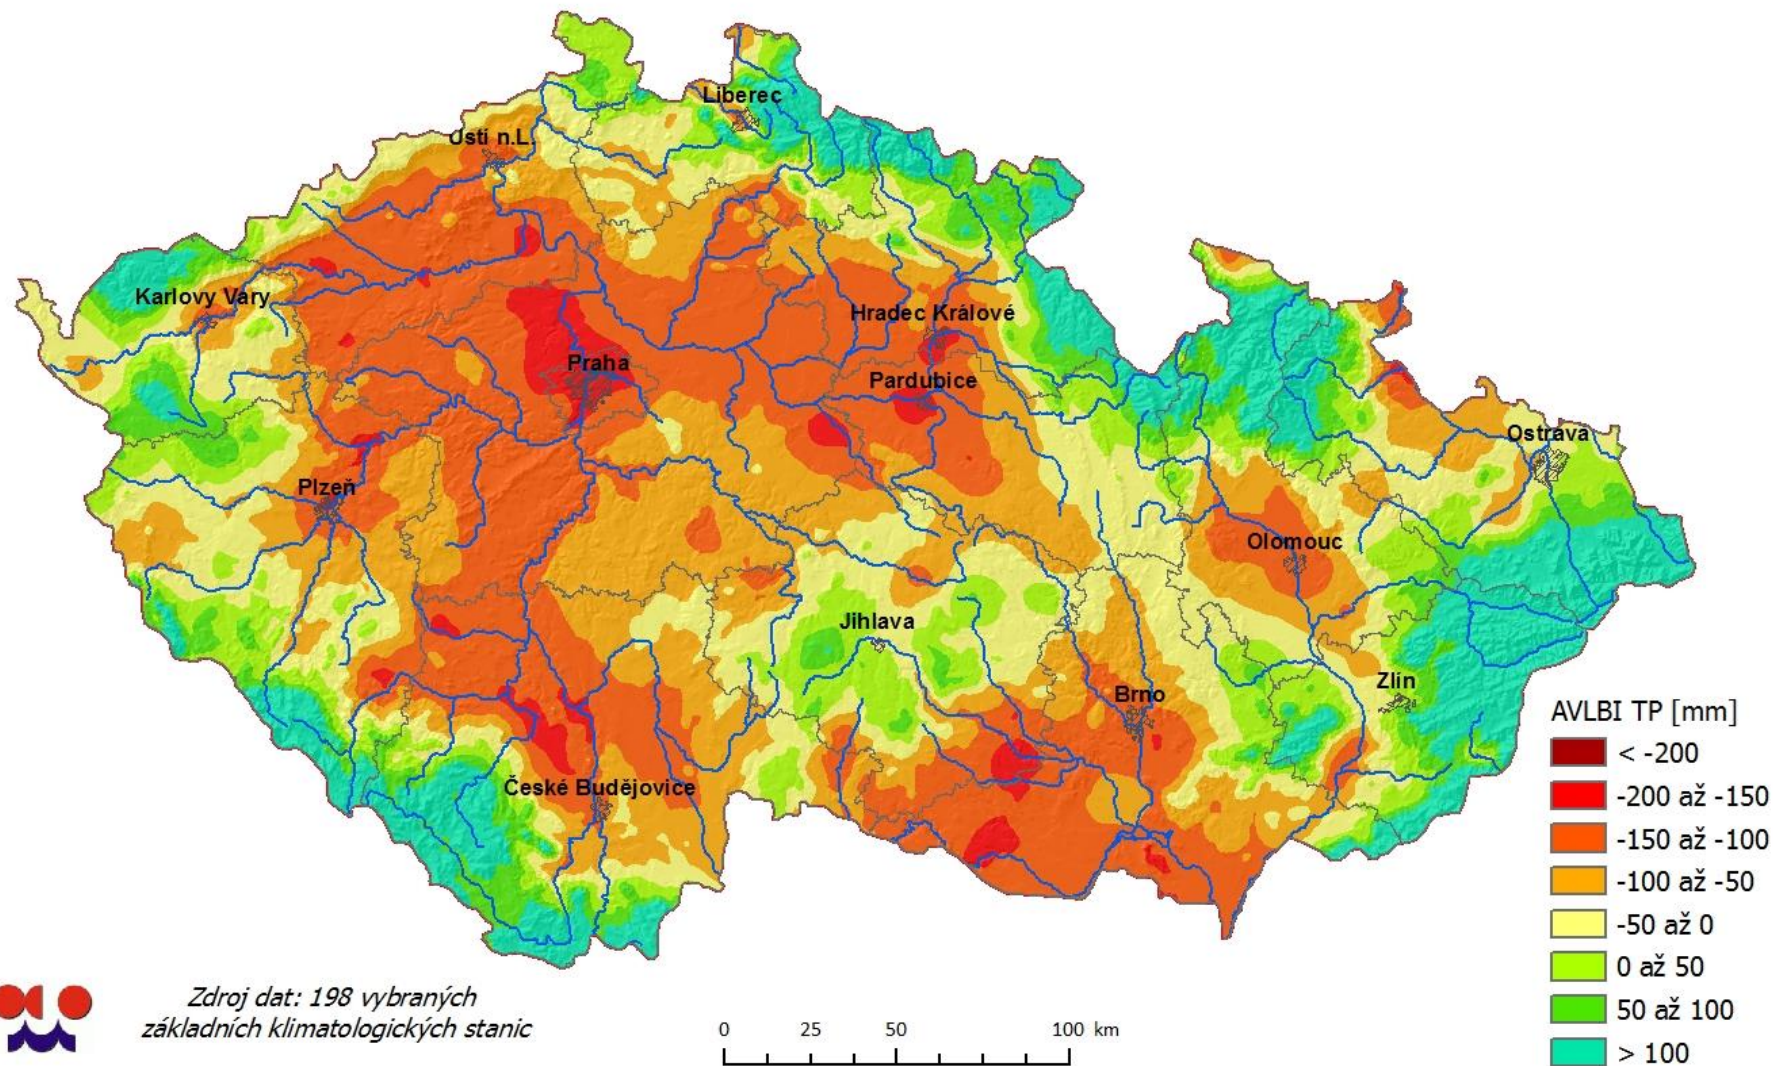 Liberec
Ústí n.L.
Karlovy Vary
Hradec Králové
Praha
Pardubice
Ostrava
Plzeň
Olomouc
Jihlava
Zlín
Brno
České Budějovice
AVLBI TP [mm]
< -200
-200 až -150
-150 až -100
-100 až -50
-50 až 0
0 až 50
50 až 100
> 100
Zdroj dat: 198 vybraných
základních klimatologických stanic
0 25 50 100 km